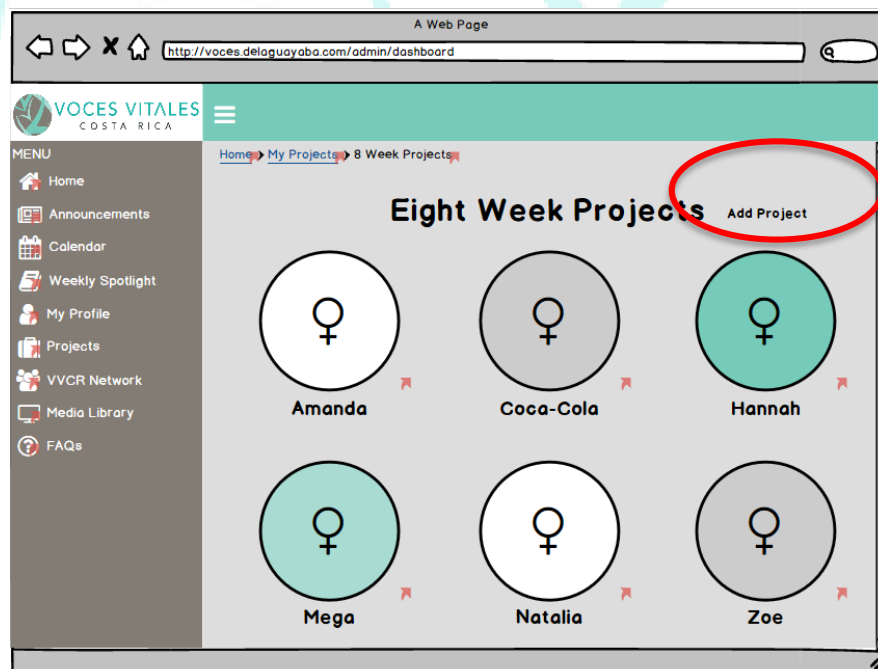 A Web Page
http://voces.delaguayaba.com/admin/dashboard
VOCES VITALES
COSTA RICA
MENU
Home
Announcements
Calendar
Weekly Spotlight
My Profile
Projects
VVCR Network
Media Library
FAQs
Home > My Projects > 8 Week Projects
Eight Week Projects Add Project
Amanda Coca-Cola Hannah
Mega Natalia Zoe